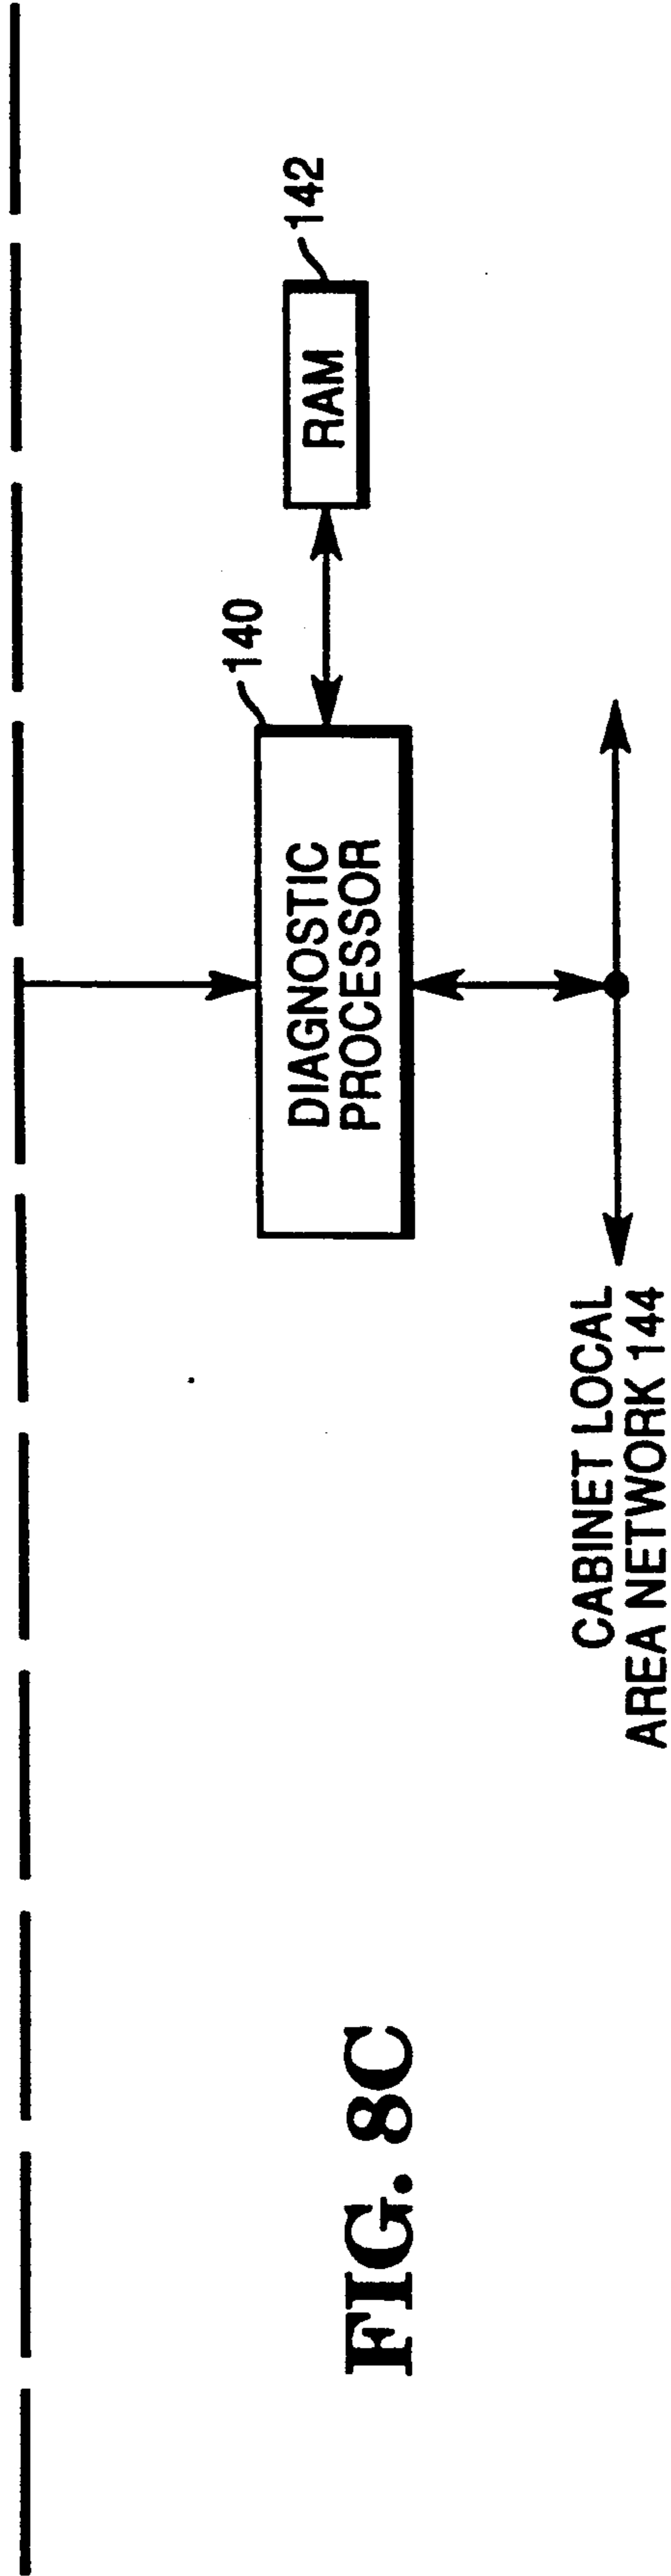 142
RAM
140
DIAGNOSTIC
PROCESSOR
CABINET LOCAL
AREA NETWORK 144
FIG. 8C